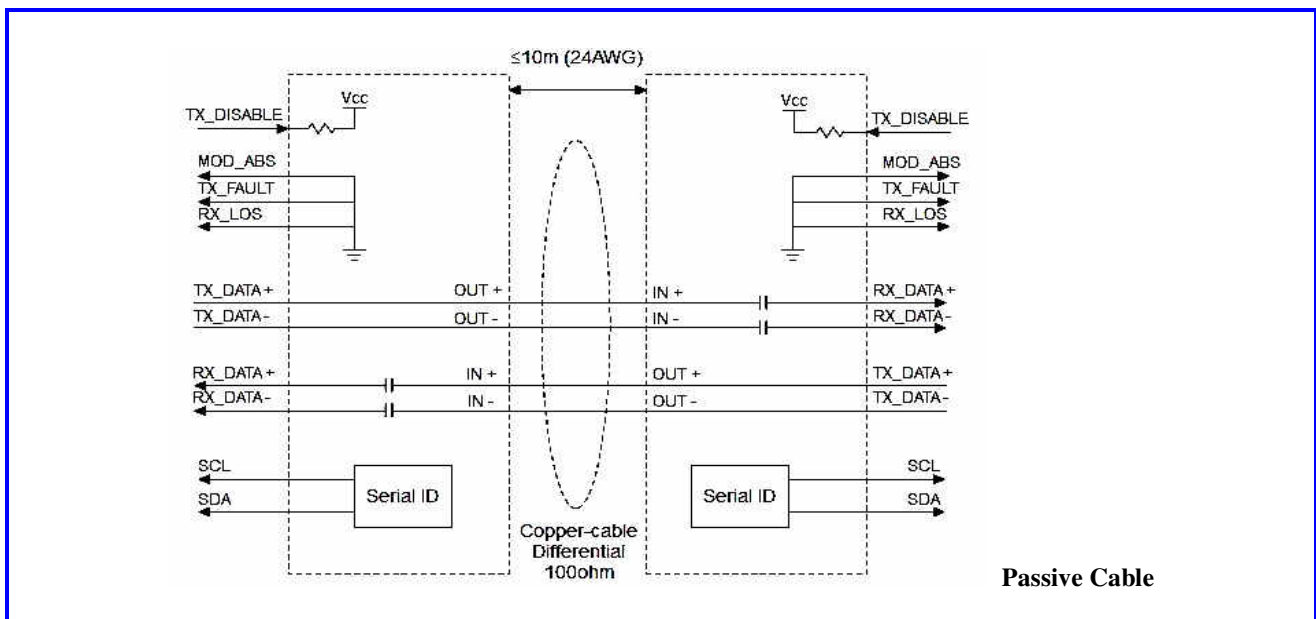 ≤10m (24AWG)
Vcc
Vcc
TX_DISABLE
TX_DISABLE
MOD_ABS
MOD_ABS
TX_FAULT
TX_FAULT
RX_LOS
RX_LOS
TX_DATA+
OUT +
IN +
RX_DATA+
TX_DATA-
OUT -
IN -
RX_DATA-
RX_DATA+
IN +
OUT +
TX_DATA+
RX_DATA-
IN -
OUT -
TX_DATA-
SCL
SCL
Serial ID
Serial ID
SDA
SDA
Copper-cable
Differential
100ohm
Passive Cable